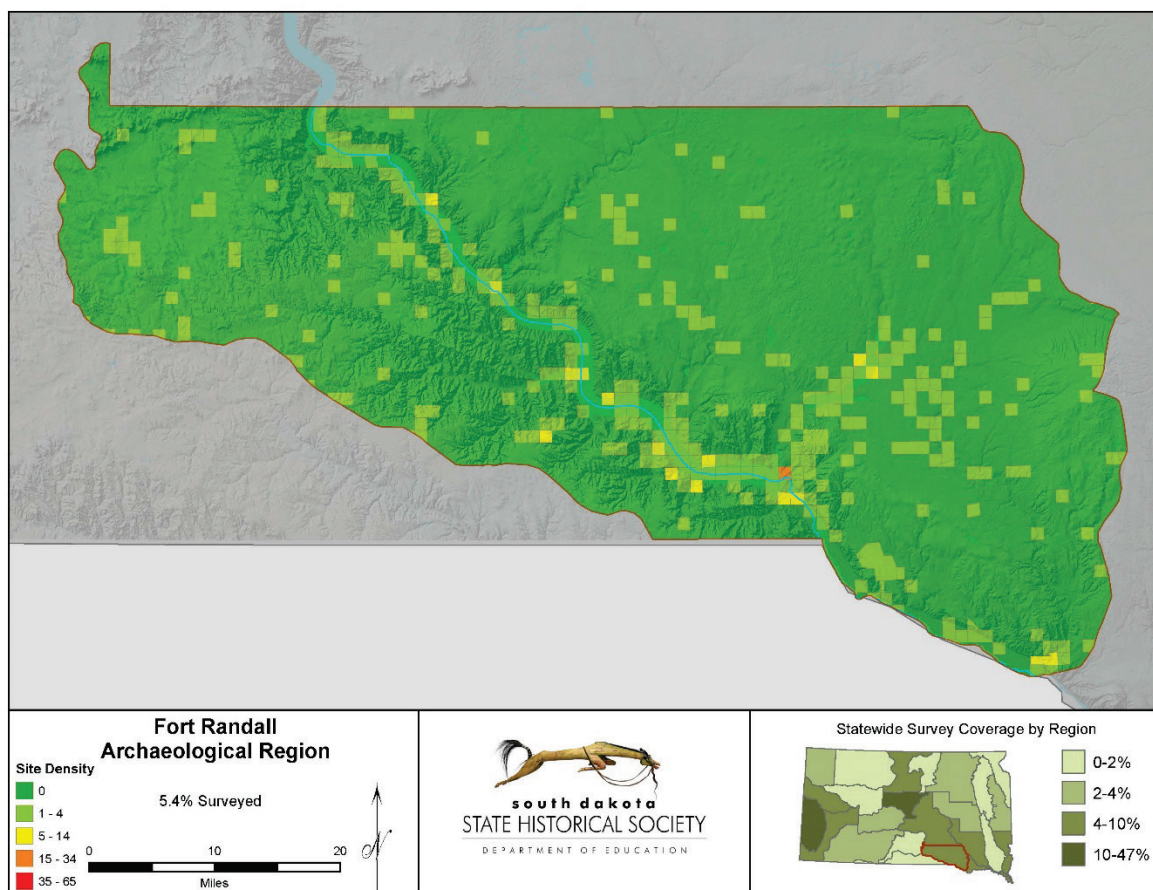 Fort Randall
Archaeological Region
Site Density
0
1 - 4
5 - 14
15 - 34
35 - 65
5.4% Surveyed
0 10 20
Miles
N
south dakota
STATE HISTORICAL SOCIETY
DEPARTMENT OF EDUCATION
Statewide Survey Coverage by Region
0-2%
2-4%
4-10%
10-47%